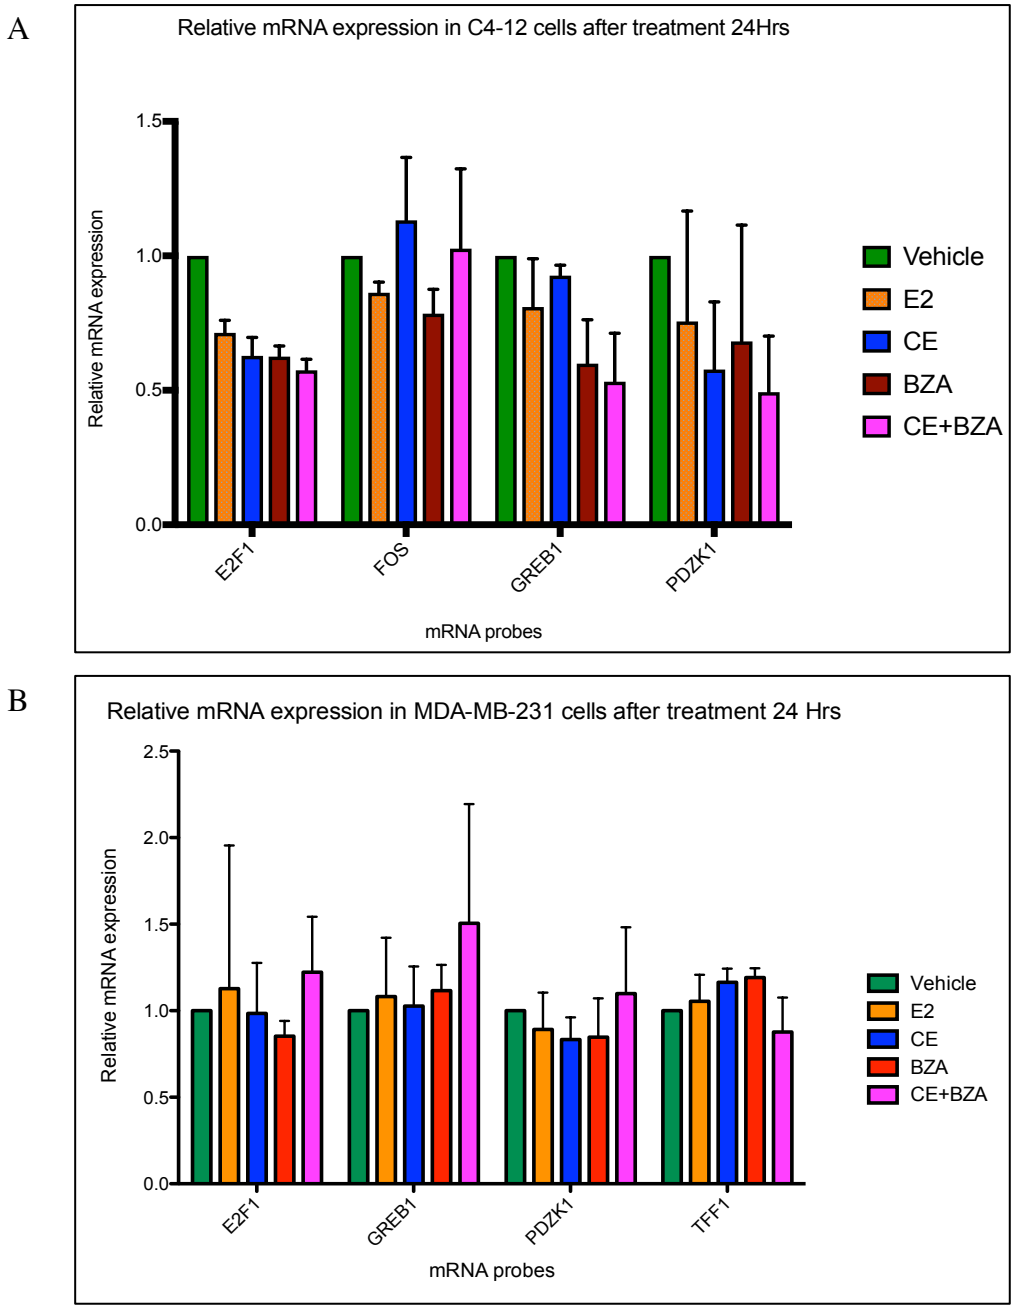 A
Relative mRNA expression in C4-12 cells after treatment 24Hrs
Relative mRNA expression
1.5
1.0
0.5
0.0
E2F1
FOS
GREB1
PDZK1
mRNA probes
Vehicle
E2
CE
BZA
CE+BZA
B
Relative mRNA expression in MDA-MB-231 cells after treatment 24 Hrs
Relative mRNA expression
2.5
2.0
1.5
1.0
0.5
0.0
E2F1
GREB1
PDZK1
TFF1
mRNA probes
Vehicle
E2
CE
BZA
CE+BZA